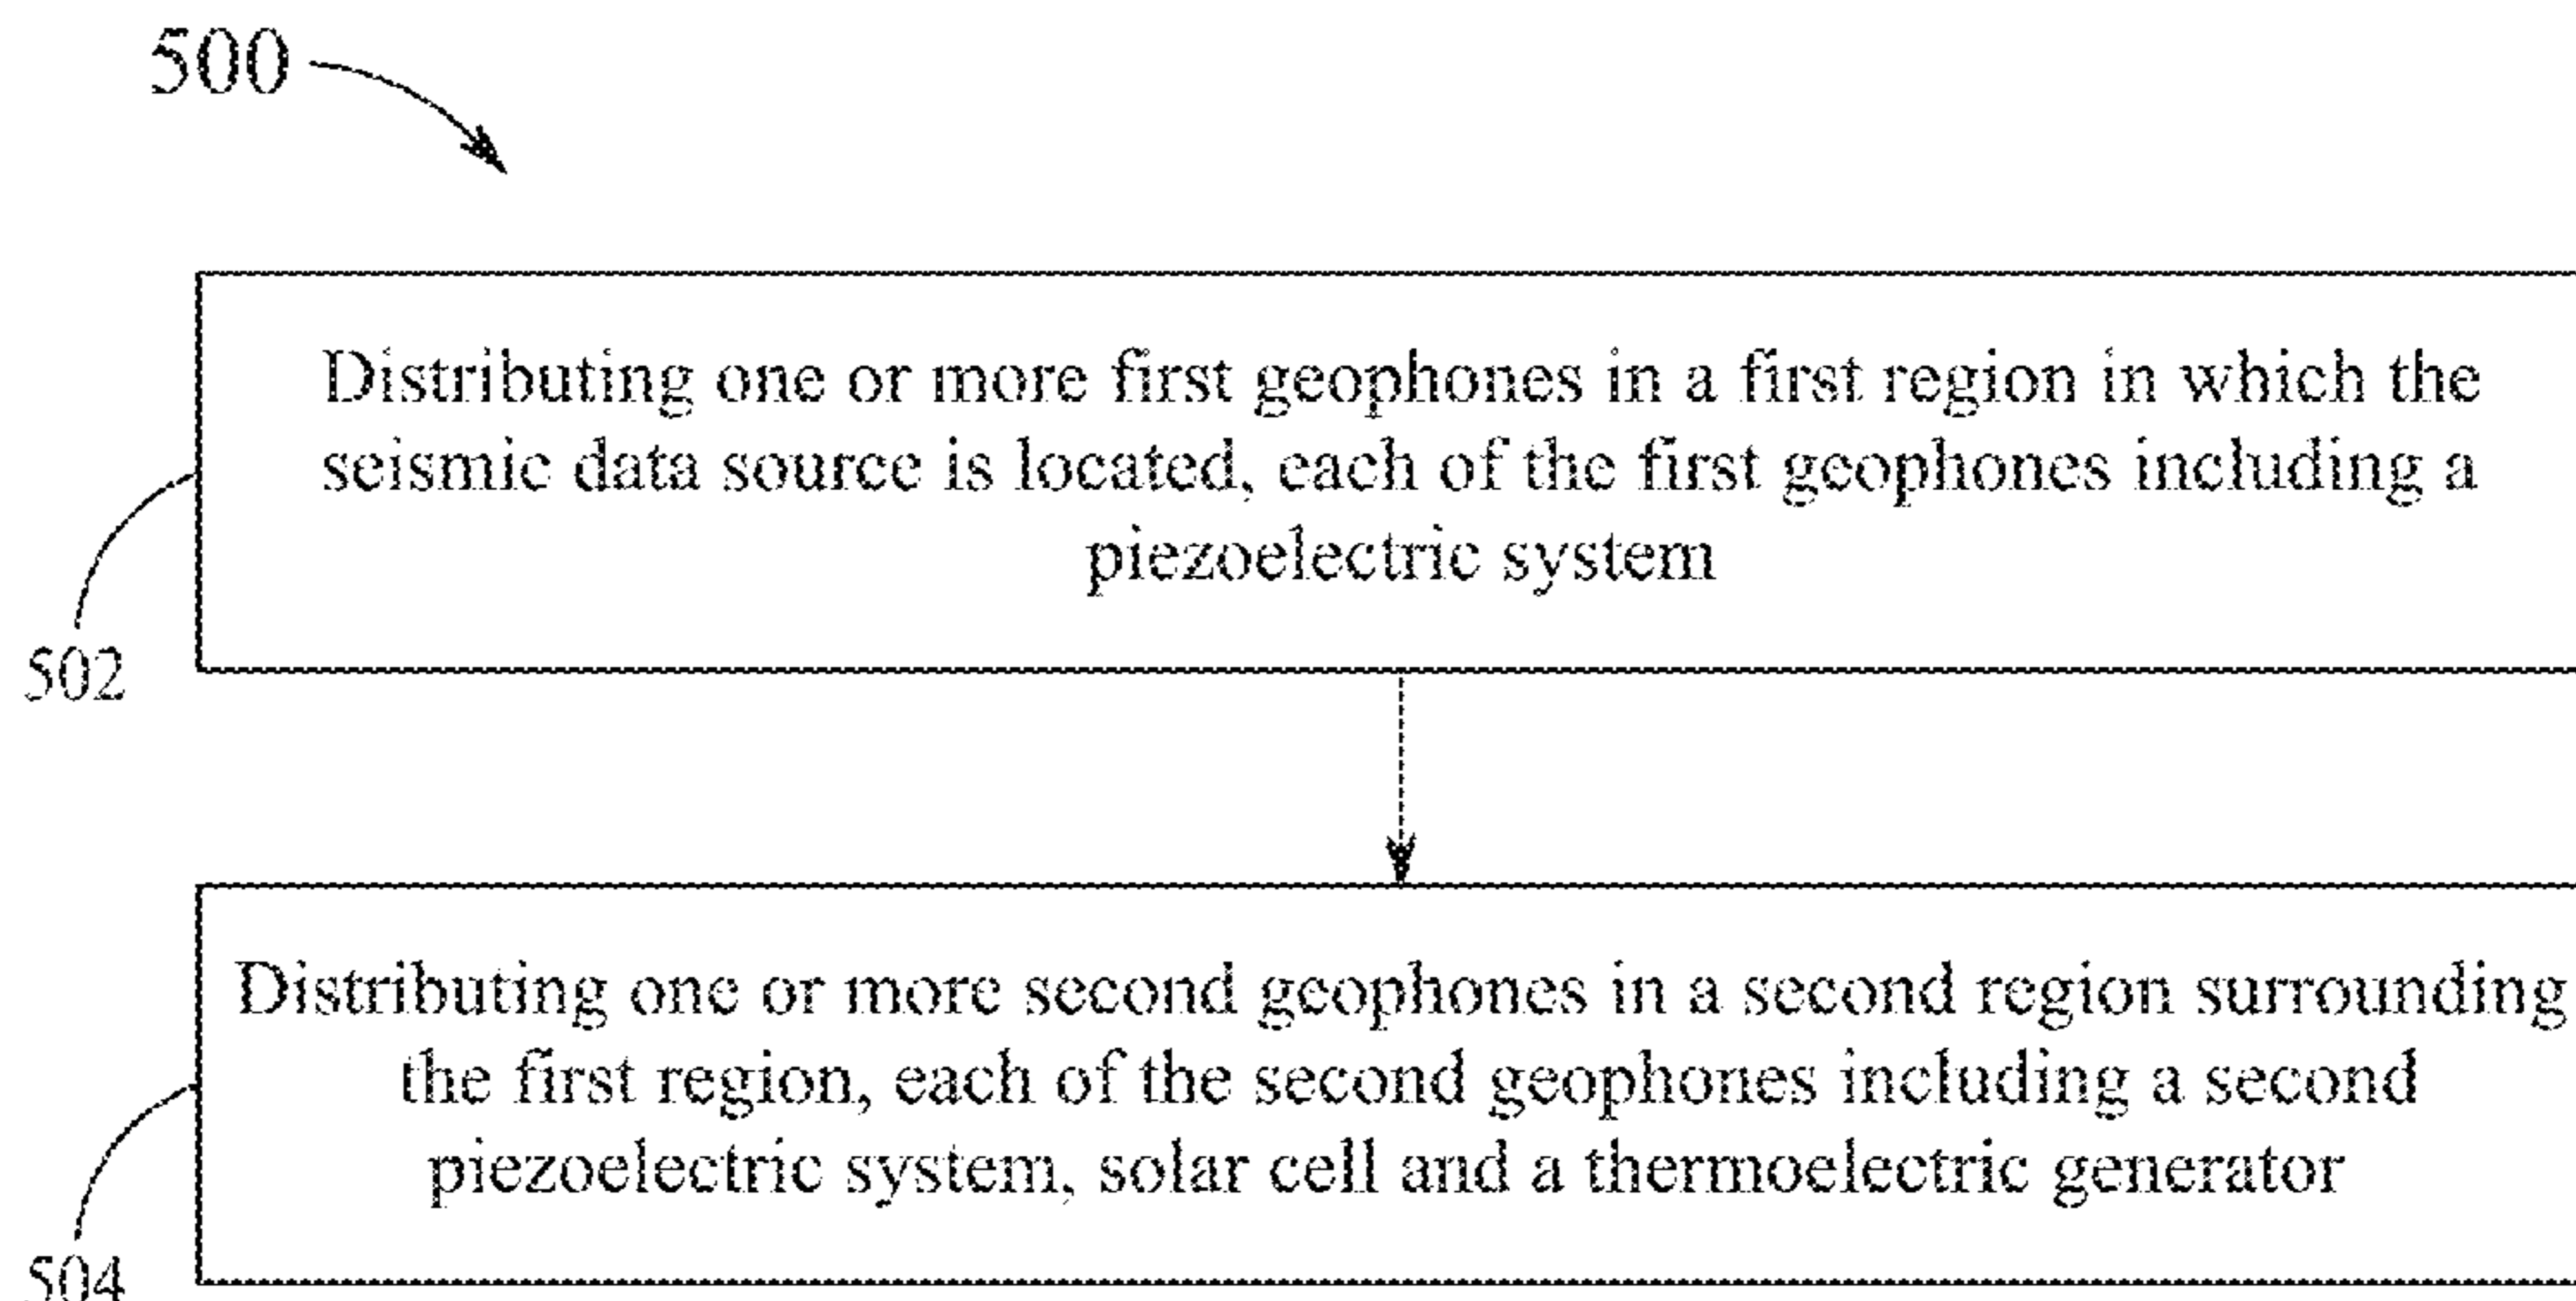 500
Distributing one or more first geophones in a first region in which the
seismic data source is located, each of the first geophones including a
piezoelectric system
502
Distributing one or more second geophones in a second region surrounding
the first region, each of the second geophones including a second
piezoelectric system, solar cell and a thermoelectric generator
504